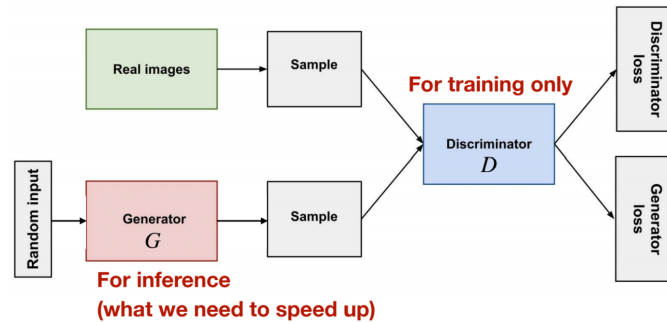 Real images
Sample
For training only
Discriminator
D
Discriminator
loss
Random input
Generator
G
Sample
Generator
loss
For inference
(what we need to speed up)